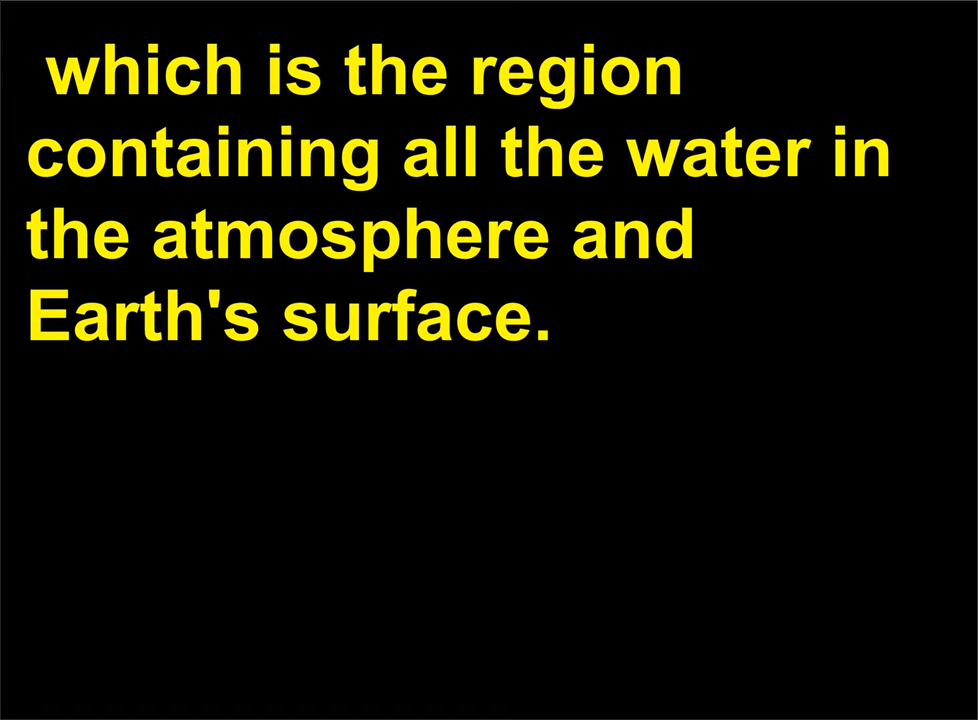 which is the region
containing all the water in
the atmosphere and
Earth's surface.